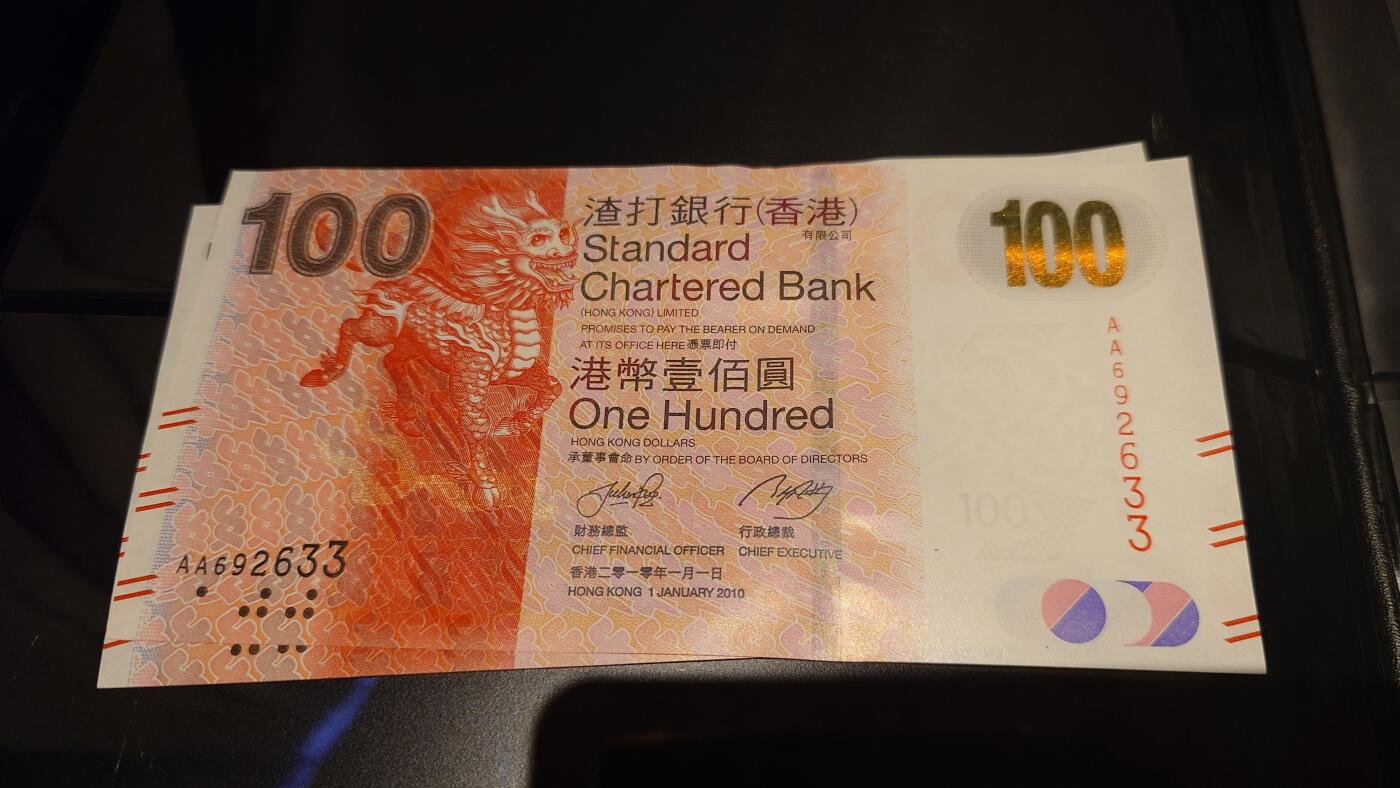 100
渣打銀行(香港)
有限公司
Standard
Chartered Bank
(HONG KONG) LIMITED
PROMISES TO PAY THE BEARER ON DEMAND
AT ITS OFFICE HERE 憑票即付
港幣壹佰圓
One Hundred
HONG KONG DOLLARS
承董事會命 BY ORDER OF THE BOARD OF DIRECTORS
財務總監
CHIEF FINANCIAL OFFICER
行政總裁
CHIEF EXECUTIVE
香港二零一零年一月一日
HONG KONG 1 JANUARY 2010
AA692633
100
AA692633
100